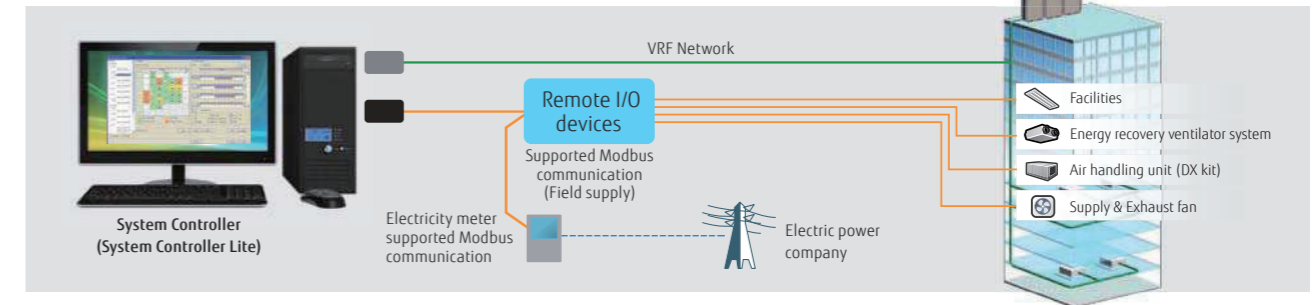 VRF Network
Remote I/O
devices
Supported Modbus
communication
(Field supply)
Facilities
Energy recovery ventilator system
Air handling unit (DX kit)
Supply & Exhaust fan
System Controller
(System Controller Lite)
Electricity meter
supported Modbus
communication
Electric power
company